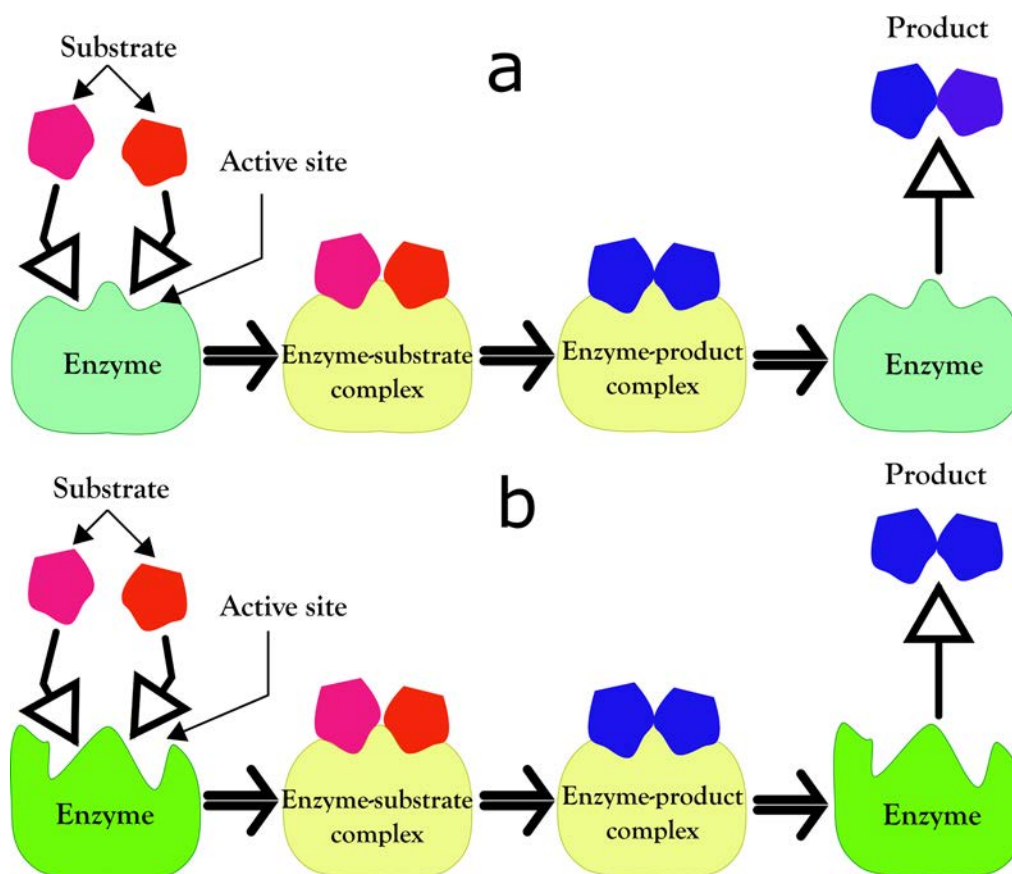 Substrate
a
Product
Active site
Enzyme
Enzyme-substrate
complex
Enzyme-product
complex
Enzyme
Substrate
b
Product
Active site
Enzyme
Enzyme-substrate
complex
Enzyme-product
complex
Enzyme